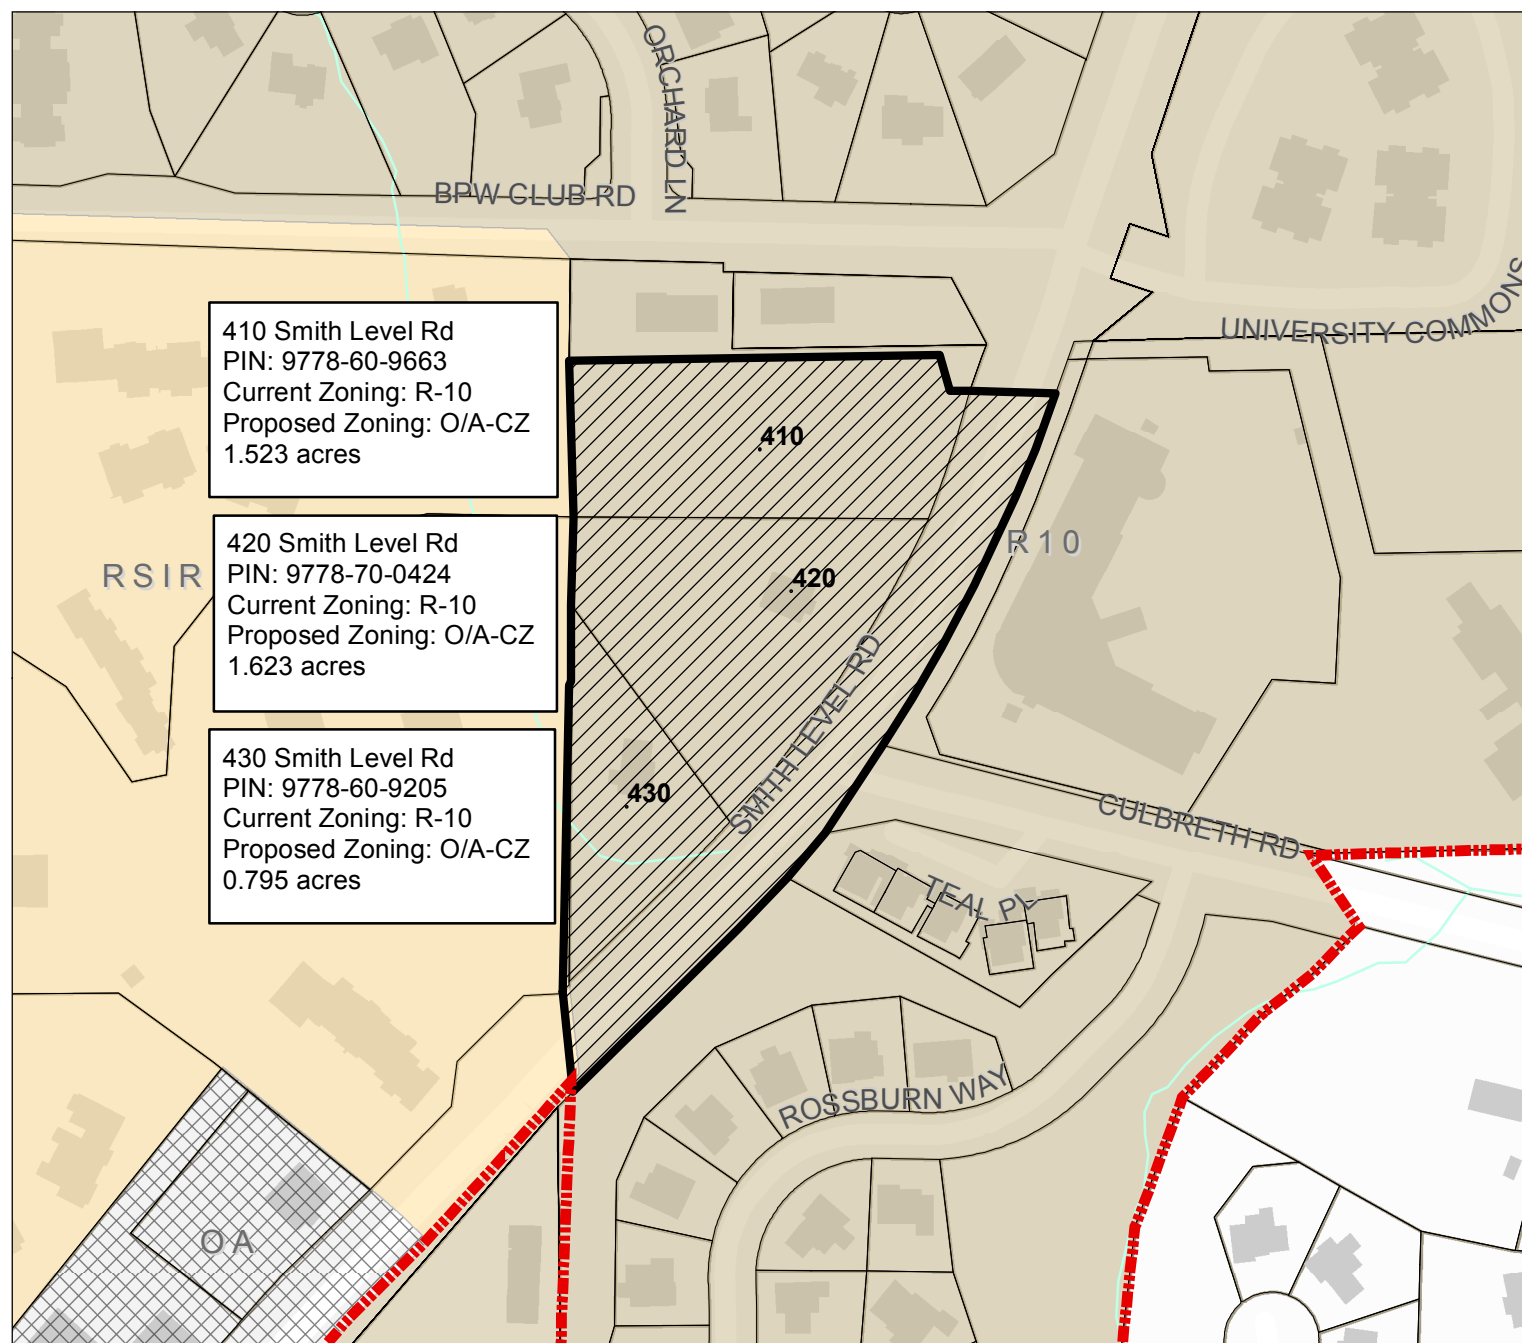 ORCHARD LN
BPW CLUB RD
UNIVERSITY COMMONS
410 Smith Level Rd
PIN: 9778-60-9663
Current Zoning: R-10
Proposed Zoning: O/A-CZ
1.523 acres
410
R 1 0
420 Smith Level Rd
PIN: 9778-70-0424
Current Zoning: R-10
Proposed Zoning: O/A-CZ
1.623 acres
R S I R
420
SMITH LEVEL RD
430 Smith Level Rd
PIN: 9778-60-9205
Current Zoning: R-10
Proposed Zoning: O/A-CZ
0.795 acres
430
CULBRETH RD
TEAL PL
ROSSBURN WAY
O A